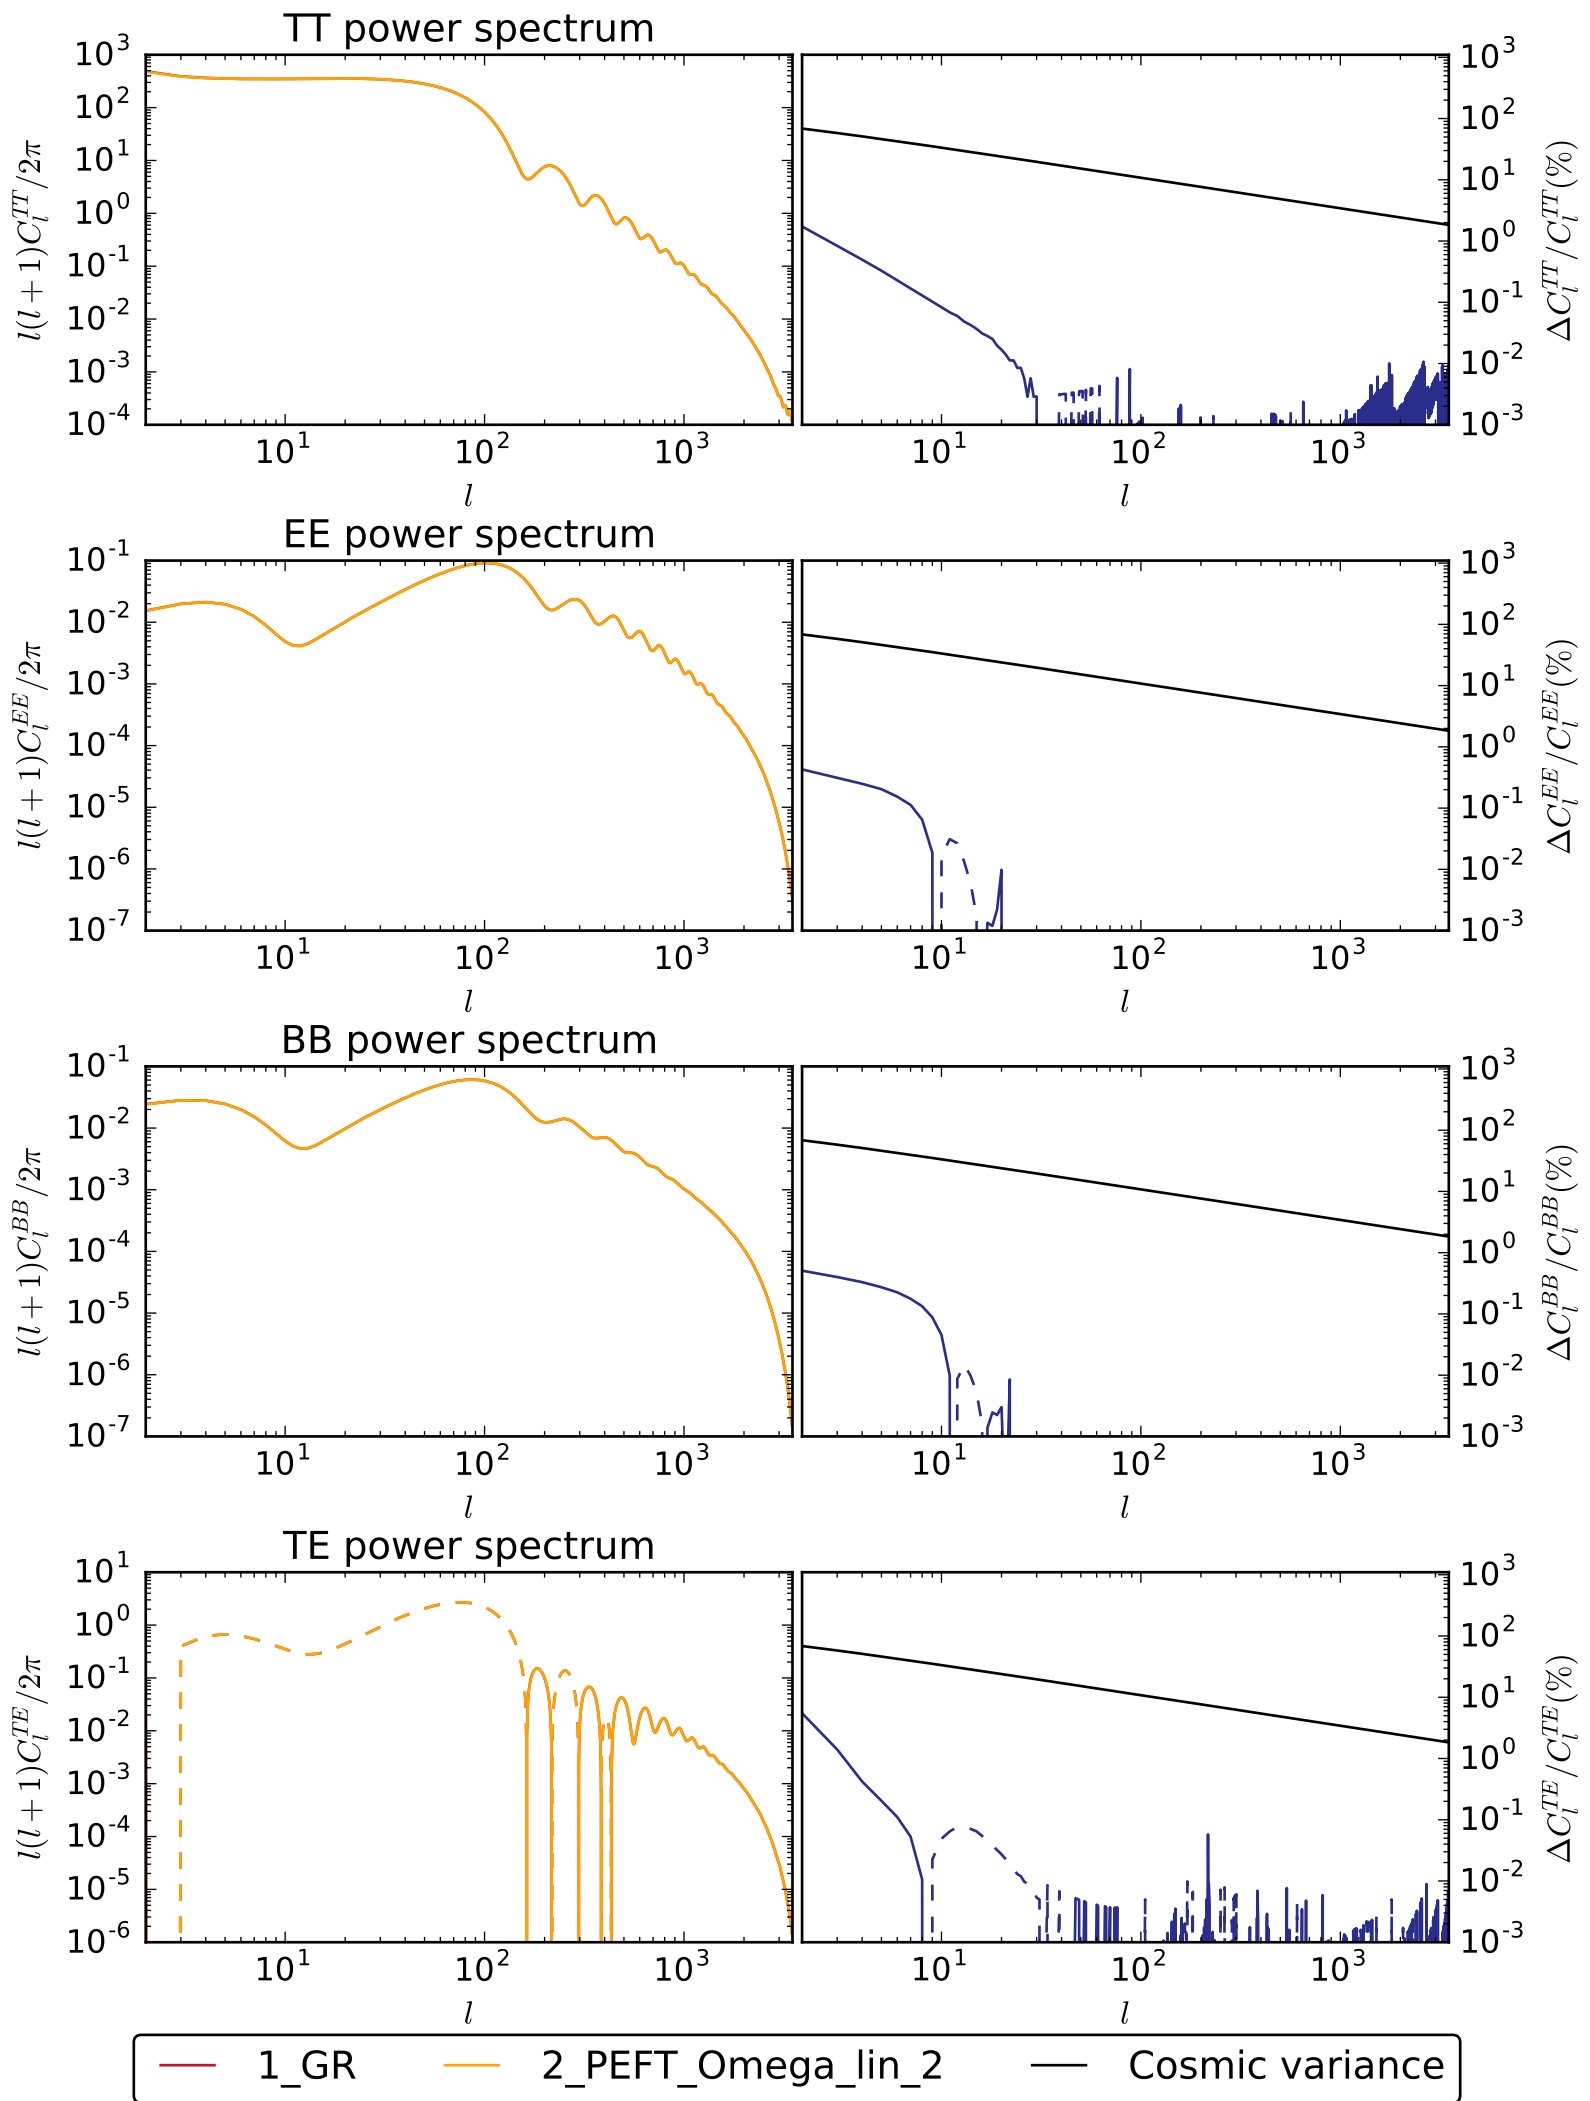 TT power spectrum
10^3
10^2
10^1
10^0
10^-1
10^-2
10^-3
10^-4
l(l + 1)C_l^{TT}/2π
10^1 10^2 10^3
l
10^3
10^2
10^1
10^0
10^-1
10^-2
10^-3
ΔC_l^{TT}/C_l^{TT}(%)
10^1 10^2 10^3
l
EE power spectrum
10^-1
10^-2
10^-3
10^-4
10^-5
10^-6
10^-7
l(l + 1)C_l^{EE}/2π
10^1 10^2 10^3
l
10^3
10^2
10^1
10^0
10^-1
10^-2
10^-3
ΔC_l^{EE}/C_l^{EE}(%)
10^1 10^2 10^3
l
BB power spectrum
10^-1
10^-2
10^-3
10^-4
10^-5
10^-6
10^-7
l(l + 1)C_l^{BB}/2π
10^1 10^2 10^3
l
10^3
10^2
10^1
10^0
10^-1
10^-2
10^-3
ΔC_l^{BB}/C_l^{BB}(%)
10^1 10^2 10^3
l
TE power spectrum
10^1
10^0
10^-1
10^-2
10^-3
10^-4
10^-5
10^-6
l(l + 1)C_l^{TE}/2π
10^1 10^2 10^3
l
10^3
10^2
10^1
10^0
10^-1
10^-2
10^-3
ΔC_l^{TE}/C_l^{TE}(%)
10^1 10^2 10^3
l
1_GR 2_PEFT_Omega_lin_2 Cosmic variance